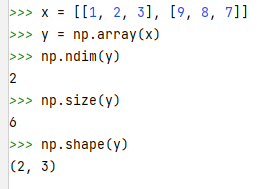 >>> x = [[1, 2, 3], [9, 8, 7]]
>>> y = np.array(x)
>>> np.ndim(y)
2
>>> np.size(y)
6
>>> np.shape(y)
(2, 3)